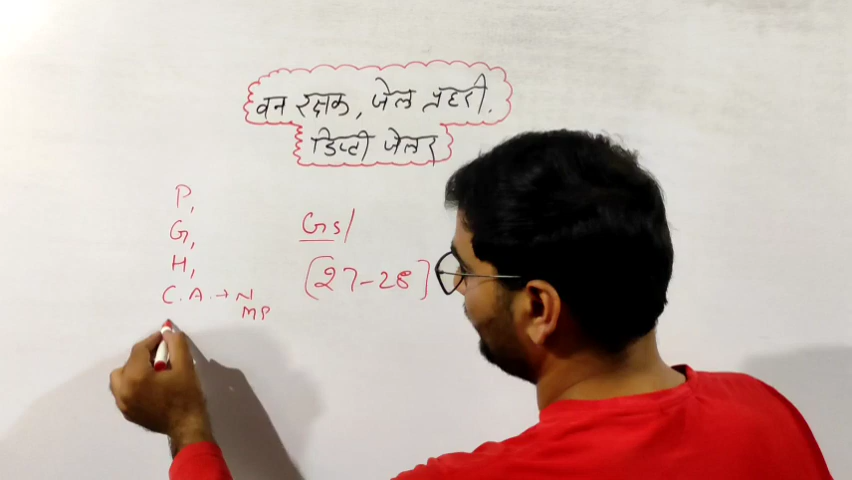 वन रक्षक, जेल प्रहरी.
डिप्टी जेलर
P,
G,
H,
C.A. → N
MP
GS/
(27-28)